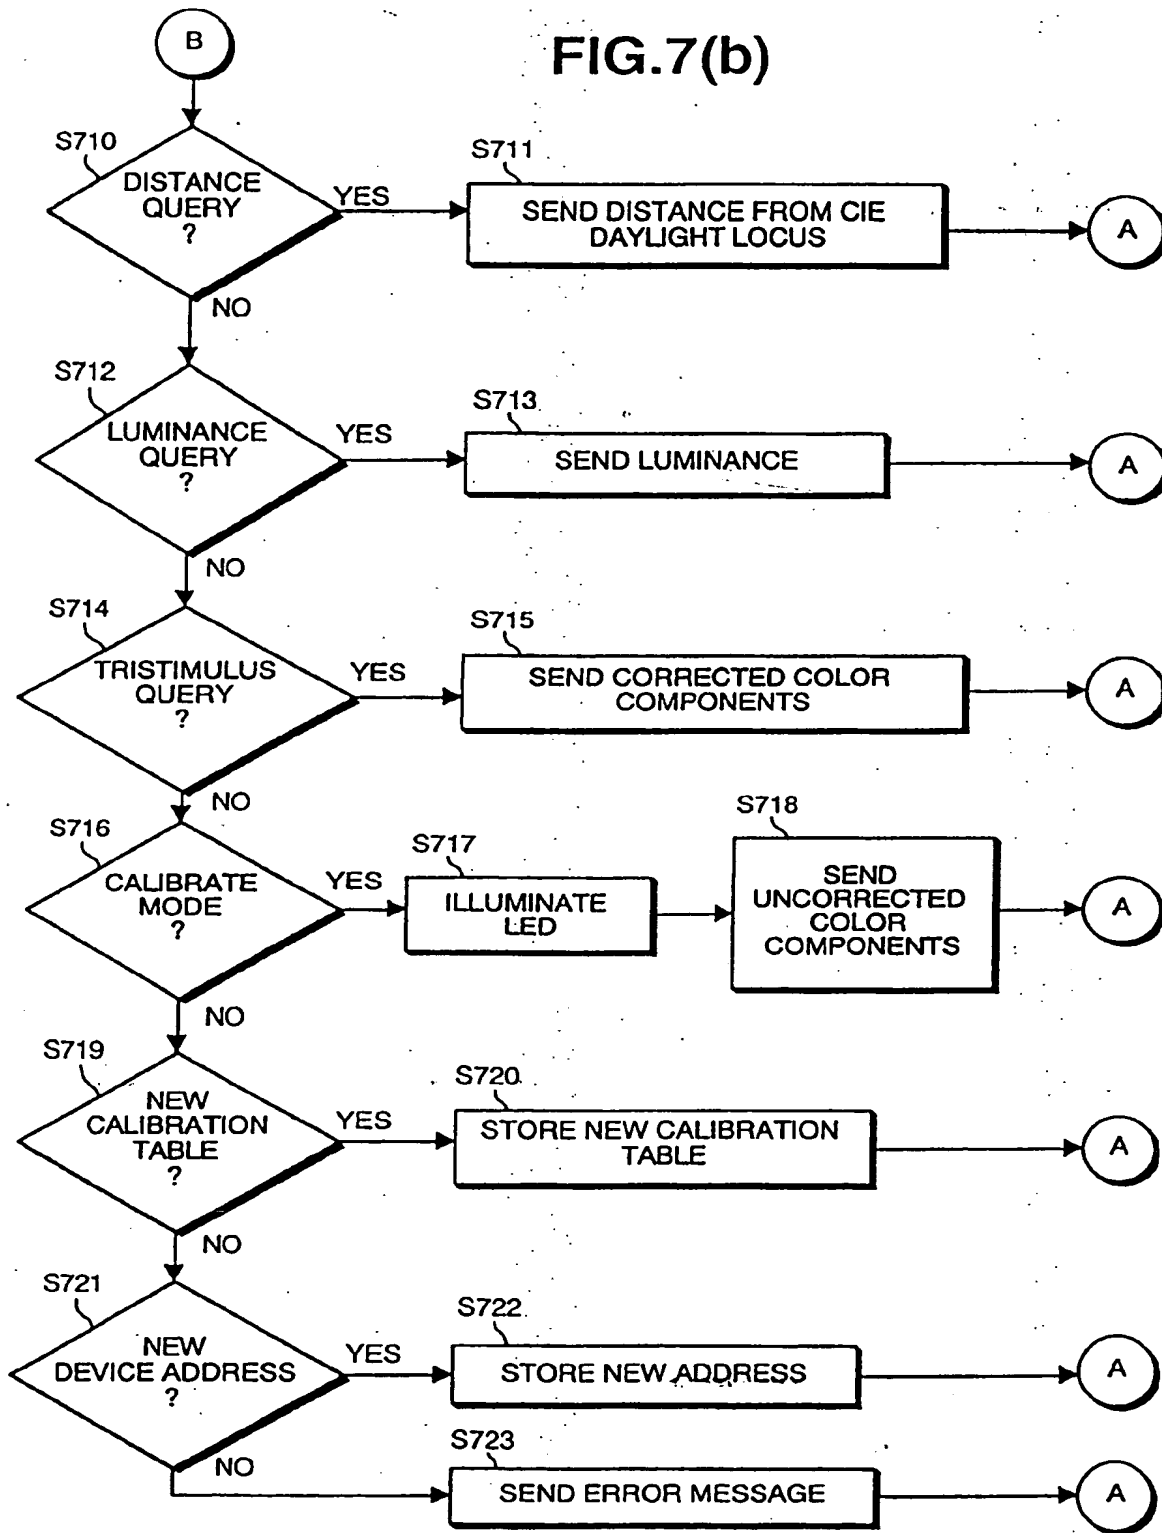 B
FIG.7(b)
S710
DISTANCE
QUERY
?
YES
NO
S711
SEND DISTANCE FROM CIE
DAYLIGHT LOCUS
A
S712
LUMINANCE
QUERY
?
YES
NO
S713
SEND LUMINANCE
A
S714
TRISTIMULUS
QUERY
?
YES
NO
S715
SEND CORRECTED COLOR
COMPONENTS
A
S716
CALIBRATE
MODE
?
YES
NO
S717
ILLUMINATE
LED
S718
SEND
UNCORRECTED
COLOR
COMPONENTS
A
S719
NEW
CALIBRATION
TABLE
?
YES
NO
S720
STORE NEW CALIBRATION
TABLE
A
S721
NEW
DEVICE ADDRESS
?
YES
NO
S722
STORE NEW ADDRESS
A
S723
SEND ERROR MESSAGE
A